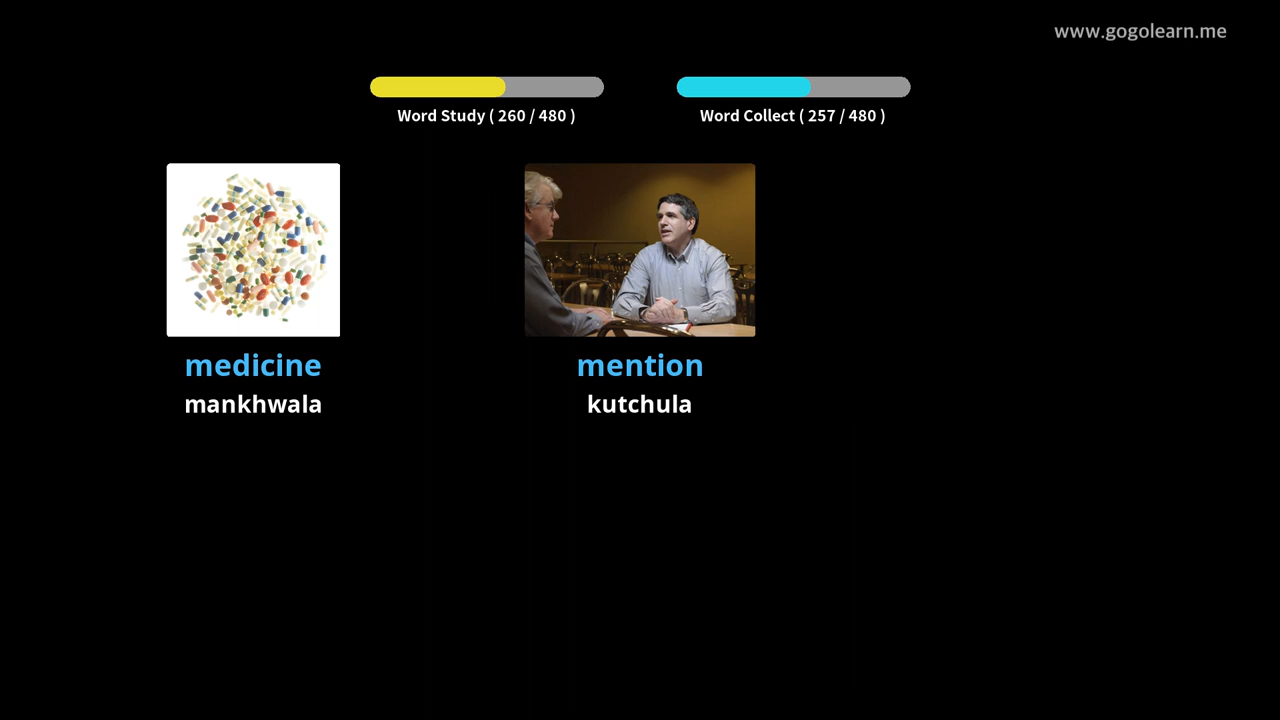 www.gogolearn.me
Word Study ( 260 / 480 )
Word Collect ( 257 / 480 )
medicine
mankhwala
mention
kutchula